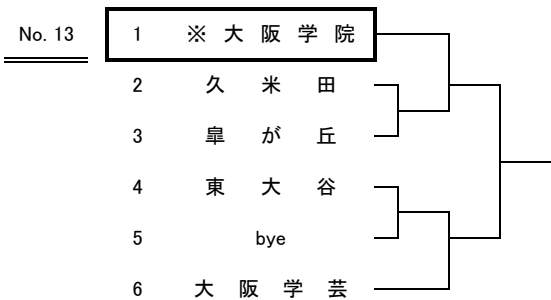 No. 13 1 ※ 大 阪 学 院
2 久 米 田
3 皐 が 丘
4 東 大 谷
5 bye
6 大 阪 学 芸